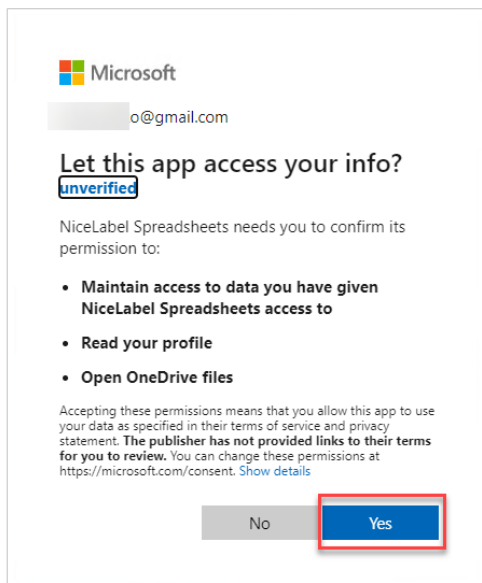 Microsoft
o@gmail.com
Let this app access your info?
unverified
NiceLabel Spreadsheets needs you to confirm its
permission to:
• Maintain access to data you have given
NiceLabel Spreadsheets access to
• Read your profile
• Open OneDrive files
Accepting these permissions means that you allow this app to use
your data as specified in their terms of service and privacy
statement. The publisher has not provided links to their terms
for you to review. You can change these permissions at
https://microsoft.com/consent. Show details
No
Yes